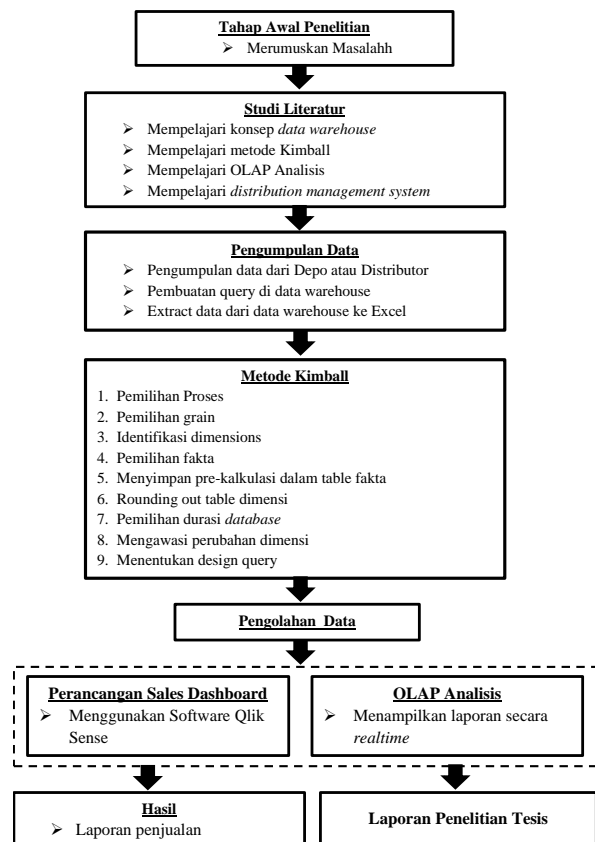 Tahap Awal Penelitian
➢ Merumuskan Masalahh
Studi Literatur
➢ Mempelajari konsep data warehouse
➢ Mempelajari metode Kimball
➢ Mempelajari OLAP Analisis
➢ Mempelajari distribution management system
Pengumpulan Data
➢ Pengumpulan data dari Depo atau Distributor
➢ Pembuatan query di data warehouse
➢ Extract data dari data warehouse ke Excel
Metode Kimball
1. Pemilihan Proses
2. Pemilihan grain
3. Identifikasi dimensions
4. Pemilihan fakta
5. Menyimpan pre-kalkulasi dalam table fakta
6. Rounding out table dimensi
7. Pemilihan durasi database
8. Mengawasi perubahan dimensi
9. Menentukan design query
Pengolahan Data
Perancangan Sales Dashboard
➢ Menggunakan Software Qlik
Sense
OLAP Analisis
➢ Menampilkan laporan secara
realtime
Hasil
➢ Laporan penjualan
Laporan Penelitian Tesis